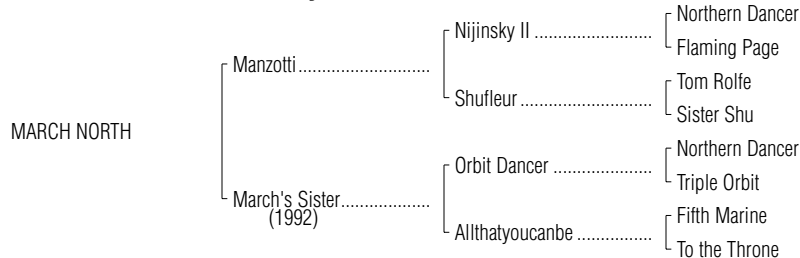 Northern Dancer
Nijinsky II ..........................
Flaming Page
Manzotti............................
Tom Rolfe
Shufleur.............................
Sister Shu
MARCH NORTH
Northern Dancer
Orbit Dancer ......................
Triple Orbit
March's Sister...................
(1992)
Fifth Marine
Allthatyoucanbe ................
To the Throne